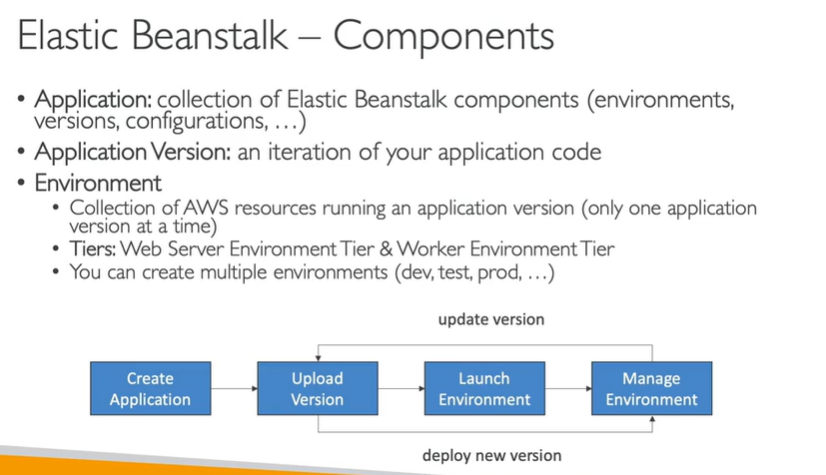 Elastic Beanstalk – Components
• Application: collection of Elastic Beanstalk components (environments,
versions, configurations, …)
• Application Version: an iteration of your application code
• Environment
• Collection of AWS resources running an application version (only one application
version at a time)
• Tiers: Web Server Environment Tier & Worker Environment Tier
• You can create multiple environments (dev, test, prod, …)
update version
Create
Application
Upload
Version
Launch
Environment
Manage
Environment
deploy new version